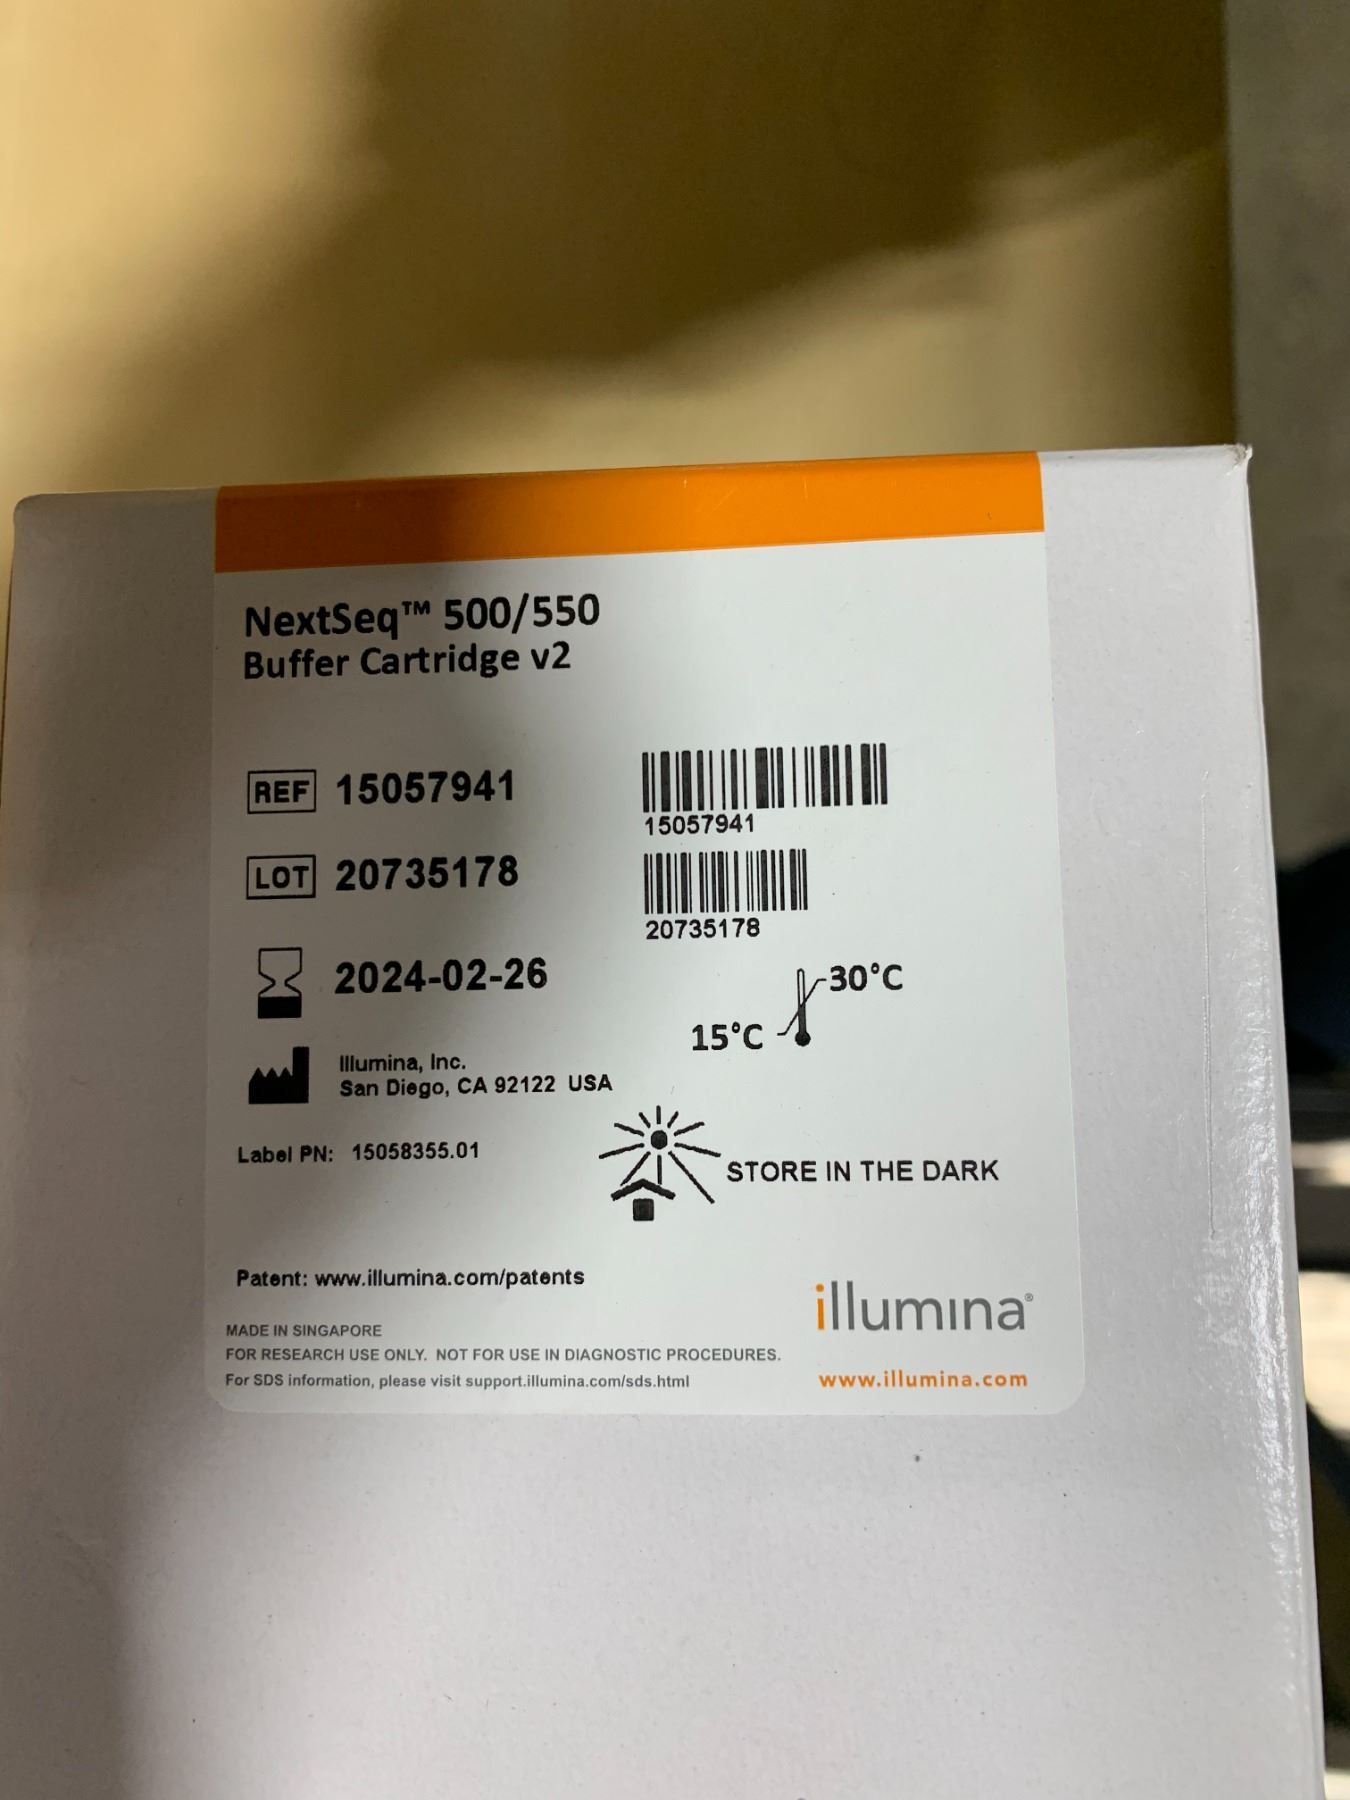 NextSeq™ 500/550
Buffer Cartridge v2
REF 15057941
15057941
LOT 20735178
20735178
2024-02-26
30°C
15°C
Illumina, Inc.
San Diego, CA 92122 USA
Label PN: 15058355.01
STORE IN THE DARK
Patent: www.illumina.com/patents
illumina®
MADE IN SINGAPORE
FOR RESEARCH USE ONLY. NOT FOR USE IN DIAGNOSTIC PROCEDURES.
For SDS information, please visit support.illumina.com/sds.html
www.illumina.com